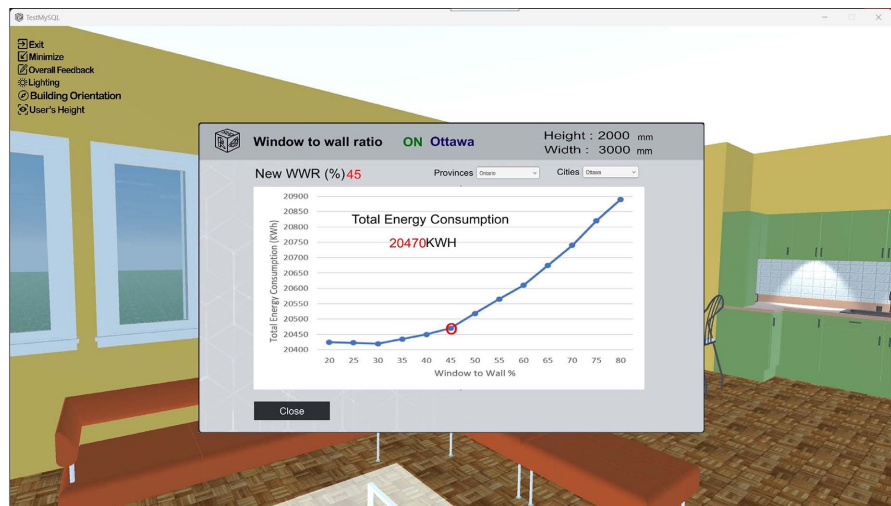 TestMySQL
Exit
Minimize
Overall Feedback
Lighting
Building Orientation
User's Height
Window to wall ratio ON Ottawa
Height : 2000 mm
Width : 3000 mm
New WWR (%)45 Provinces Ontario Cities Ottawa
Total Energy Consumption
20470KWH
Total Energy Consumption (KWh)
20900
20850
20800
20750
20700
20650
20600
20550
20500
20450
20400
20 25 30 35 40 45 50 55 60 65 70 75 80
Window to Wall %
Close